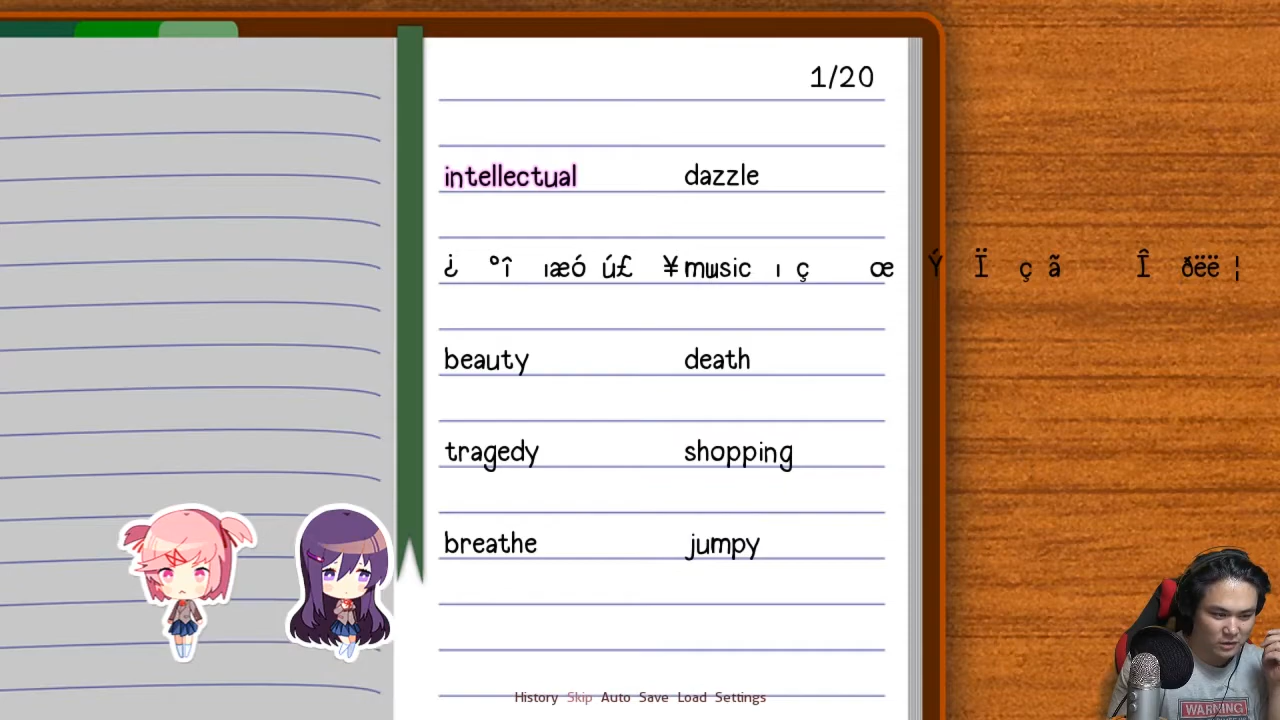 1/20
intellectual dazzle
¿ °î ıæó ú£ ¥music ı ç œ Ý Ï ç ã Î ðëë ¦
beauty death
tragedy shopping
breathe jumpy
History Skip Auto Save Load Settings
WARNING